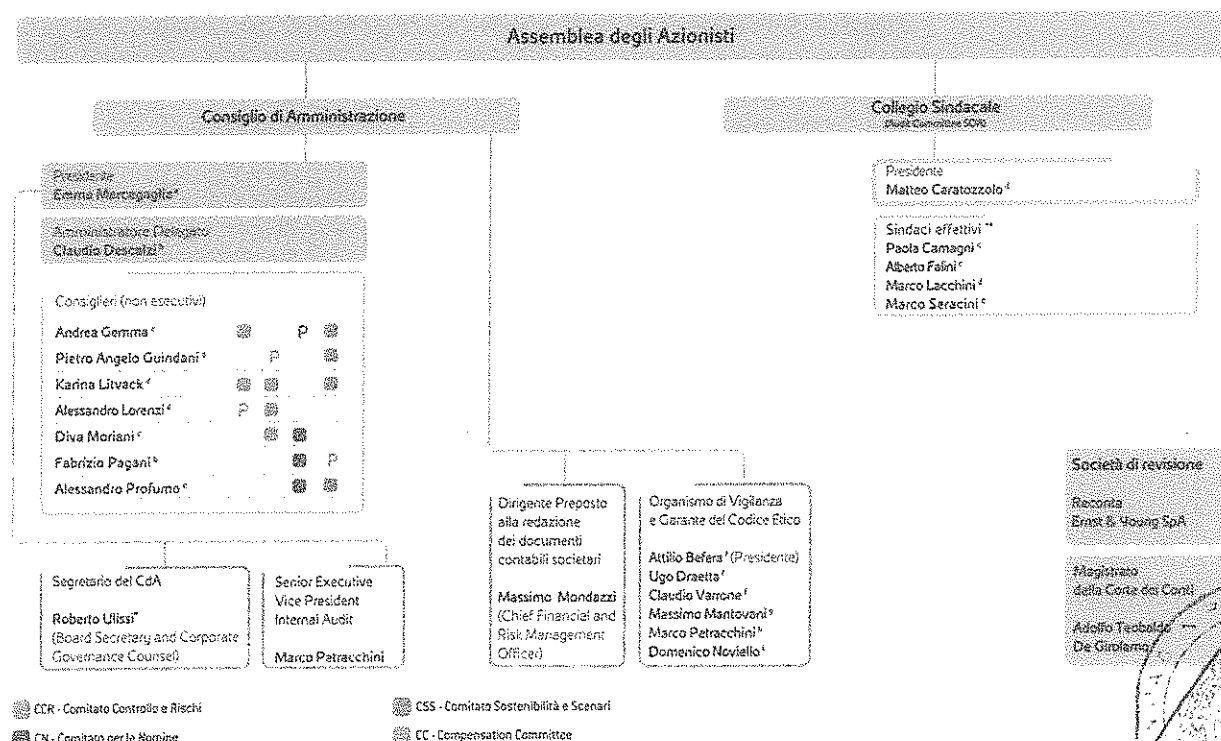 Assemblea degli Azionisti
Consiglio di Amministrazione
Collegio Sindacale
Audit Committee SOXI
Presidente
Emma Marcegaglia ª
Amministratore Delegato
Claudio Descalzi
Consiglieri (non esecutivi)
Andrea Gemma ᶜ P
Pietro Angelo Guindani P
Karina Litvack ᵈ
Alessandro Lorenzi ᵈ P
Diva Moriani ᶜ
Fabrizio Pagani ᵇ P
Alessandro Profumo ᶜ
Presidente
Matteo Caratozzolo ᵈ
Sindaci effettivi **
Paola Camagni ᶜ
Alberto Falini ᶜ
Marco Lacchini ᵈ
Marco Seracini ᶜ
Segretario del CdA
Roberto Ulissi*
(Board Secretary and Corporate
Governance Counsel)
Senior Executive
Vice President
Internal Audit
Marco Petracchini
Dirigente Preposto
alla redazione
dei documenti
contabili societari
Massimo Mondazzi
(Chief Financial and
Risk Management
Officer)
Organismo di Vigilanza
e Garante del Codice Etico
Attilio Befera ᶠ (Presidente)
Ugo Draetta ᶠ
Claudio Varrone ᶠ
Massimo Mantovani ᵍ
Marco Petracchini ʰ
Domenico Noviello ⁱ
Società di revisione
Reconta
Ernst & Young SpA
Magistrato
della Corte dei Conti
Adolfo Teobaldo ****
De Girolamo
CCR - Comitato Controllo e Rischi
CSS - Comitato Sostenibilità e Scenari
CN - Comitato per le Nomine
CC - Compensation Committee